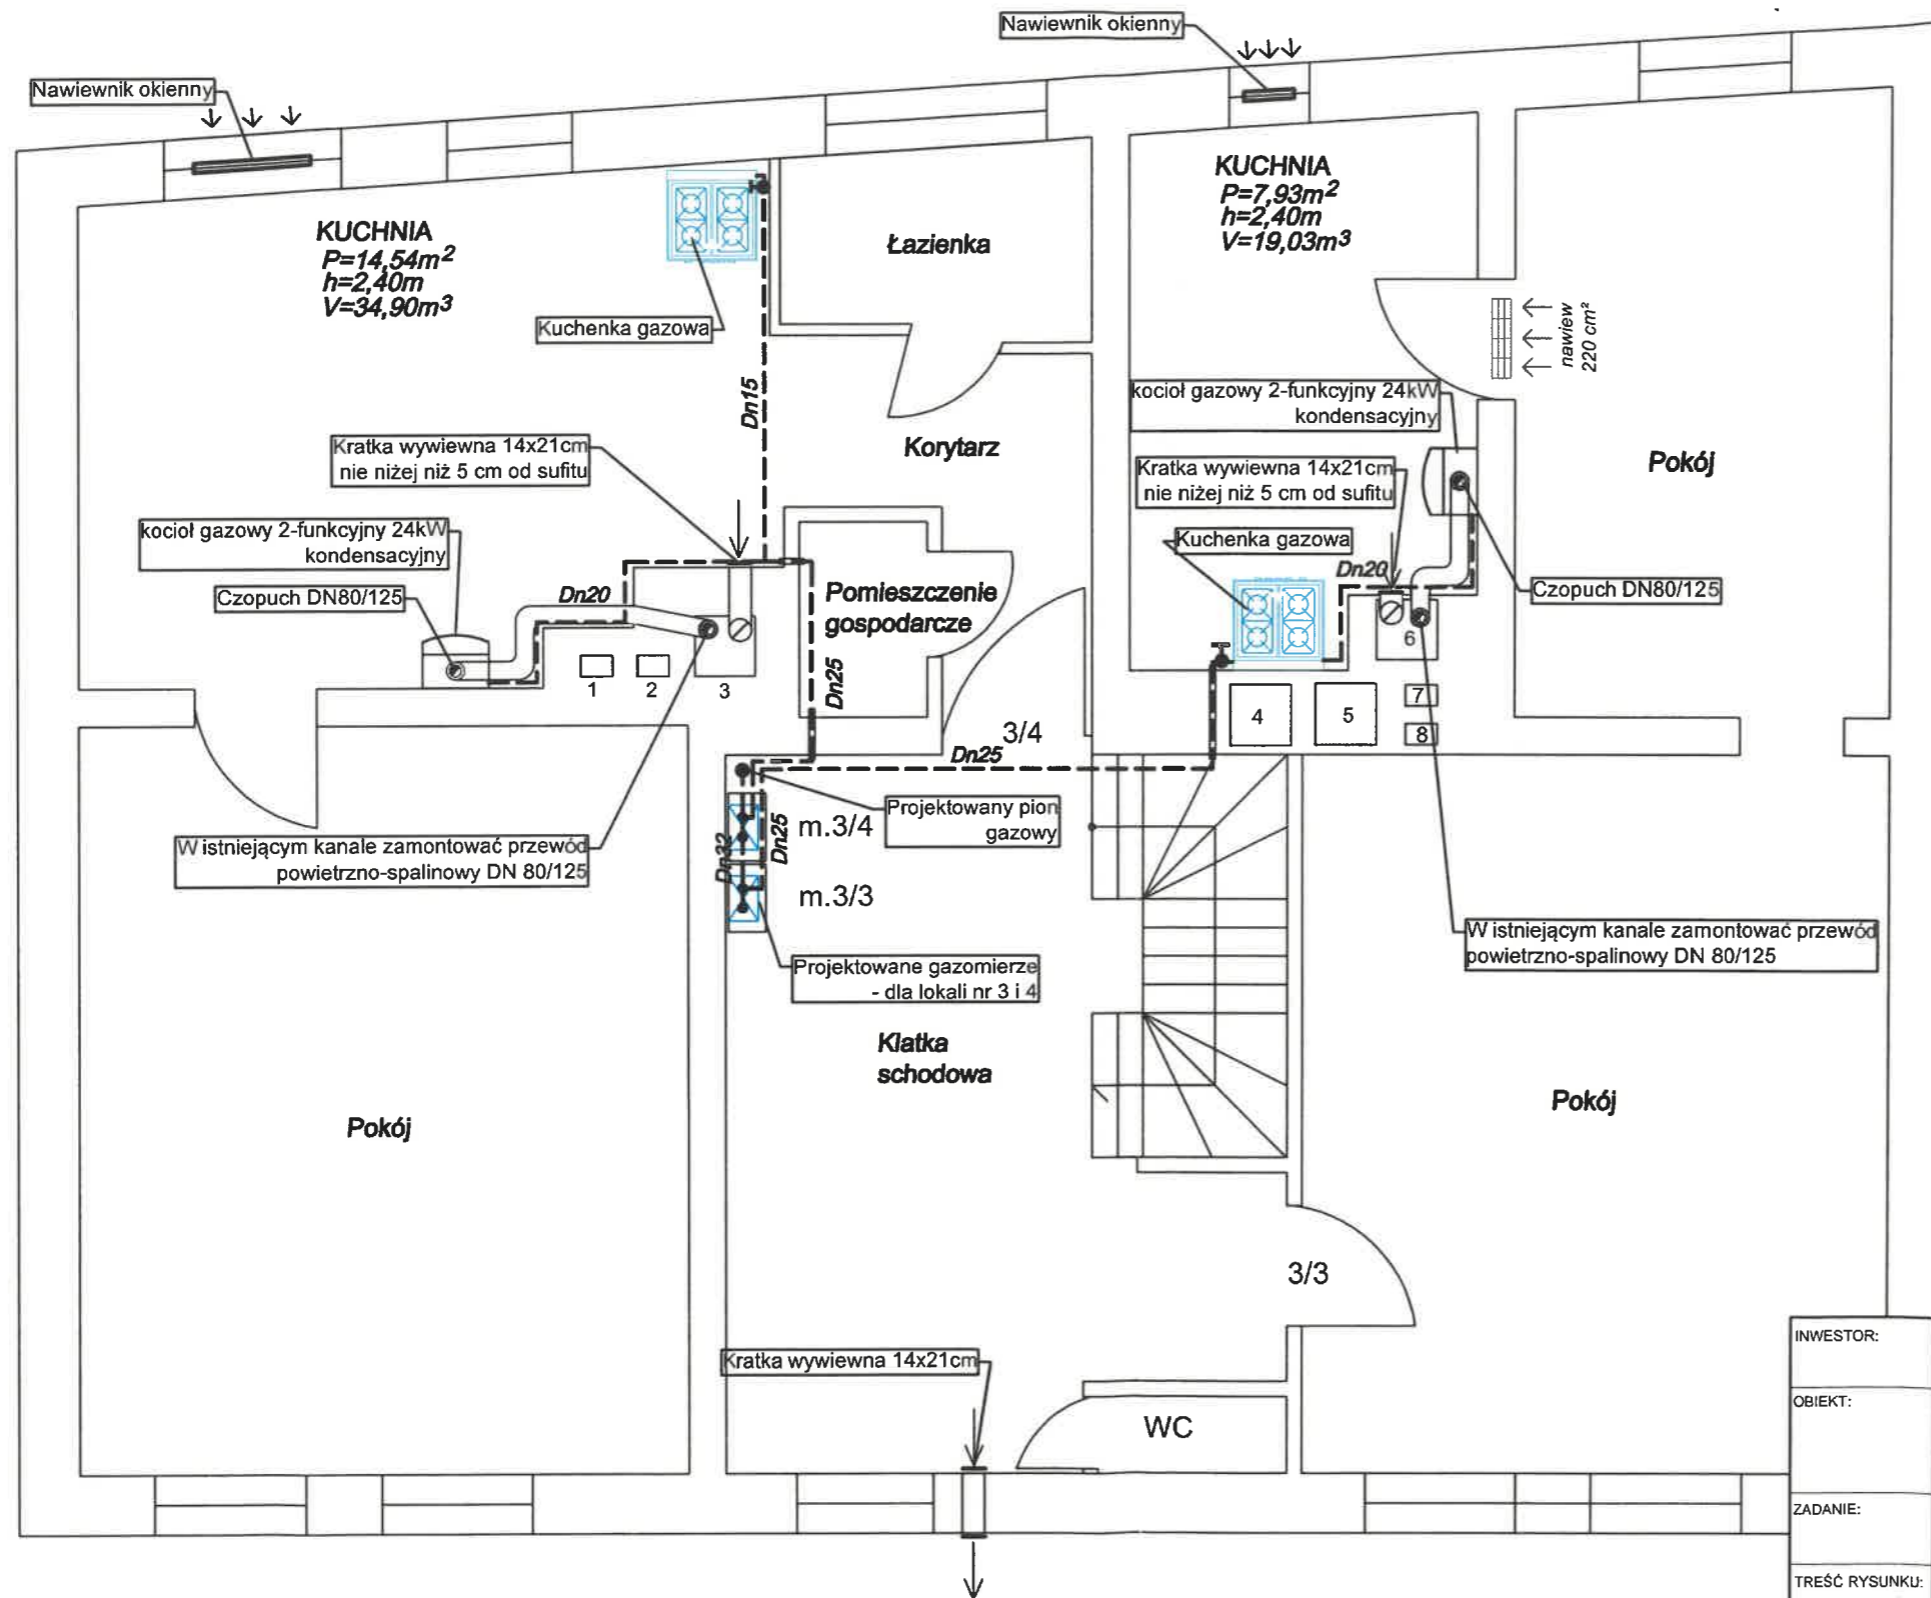 Nawiewnik okienny
Nawiewnik okienny
KUCHNIA
P=14,54m²
h=2,40m
V=34,90m³
Kuchenka gazowa
Łazienka
KUCHNIA
P=7,93m²
h=2,40m
V=19,03m³
nawiew
220 cm²
Dn15
Korytarz
kocioł gazowy 2-funkcyjny 24kW
kondensacyjny
Pokój
Kratka wywiewna 14x21cm
nie niżej niż 5 cm od sufitu
Kratka wywiewna 14x21cm
nie niżej niż 5 cm od sufitu
kocioł gazowy 2-funkcyjny 24kW
kondensacyjny
Kuchenka gazowa
Czopuch DN80/125
Dn20
Pomieszczenie
gospodarcze
Dn20
Czopuch DN80/125
6
1
2
3
Dn25
4
5
7
8
3/4
Dn25
Projektowany pion
gazowy
Dn32
Dn25
m.3/4
m.3/3
W istniejącym kanale zamontować przewód
powietrzno-spalinowy DN 80/125
W istniejącym kanale zamontować przewód
powietrzno-spalinowy DN 80/125
Projektowane gazomierze
- dla lokali nr 3 i 4
Klatka
schodowa
Pokój
Pokój
3/3
Kratka wywiewna 14x21cm
WC
INWESTOR:
OBIEKT:
ZADANIE:
TREŚĆ RYSUNKU: